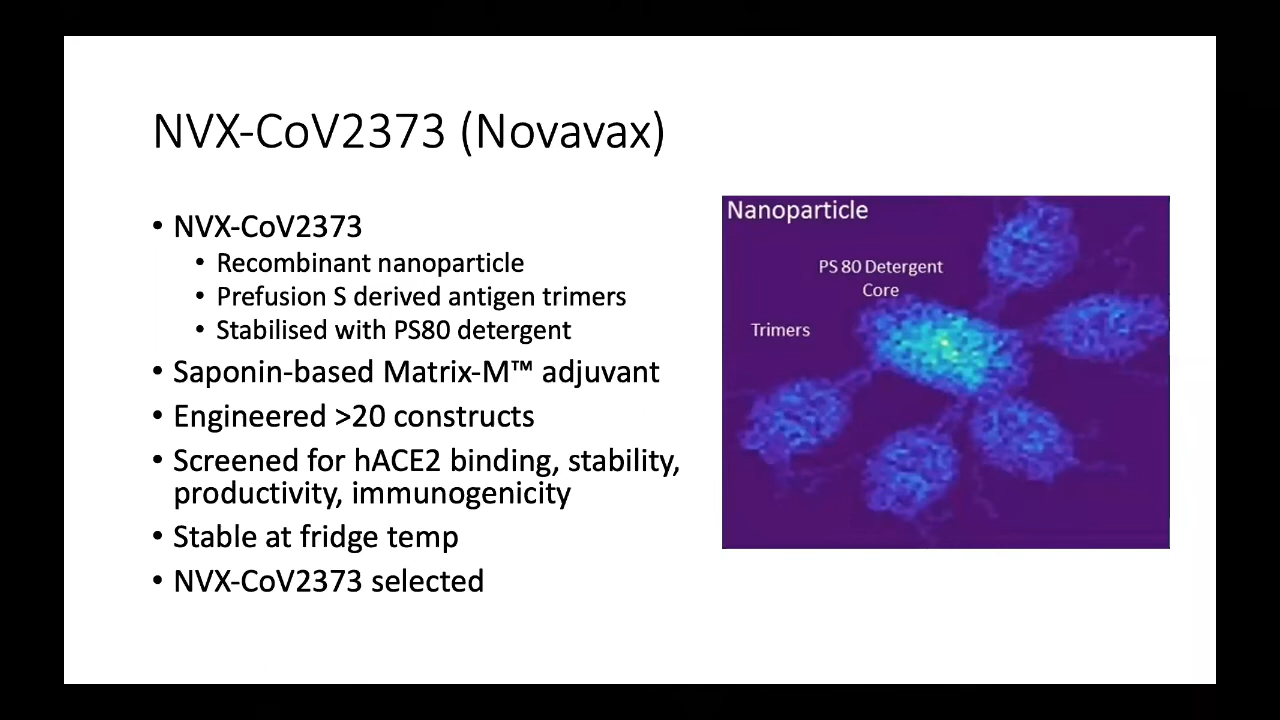 NVX-CoV2373 (Novavax)
• NVX-CoV2373
• Recombinant nanoparticle
• Prefusion S derived antigen trimers
• Stabilised with PS80 detergent
• Saponin-based Matrix-M™ adjuvant
• Engineered >20 constructs
• Screened for hACE2 binding, stability,
productivity, immunogenicity
• Stable at fridge temp
• NVX-CoV2373 selected
Nanoparticle
PS 80 Detergent
Core
Trimers